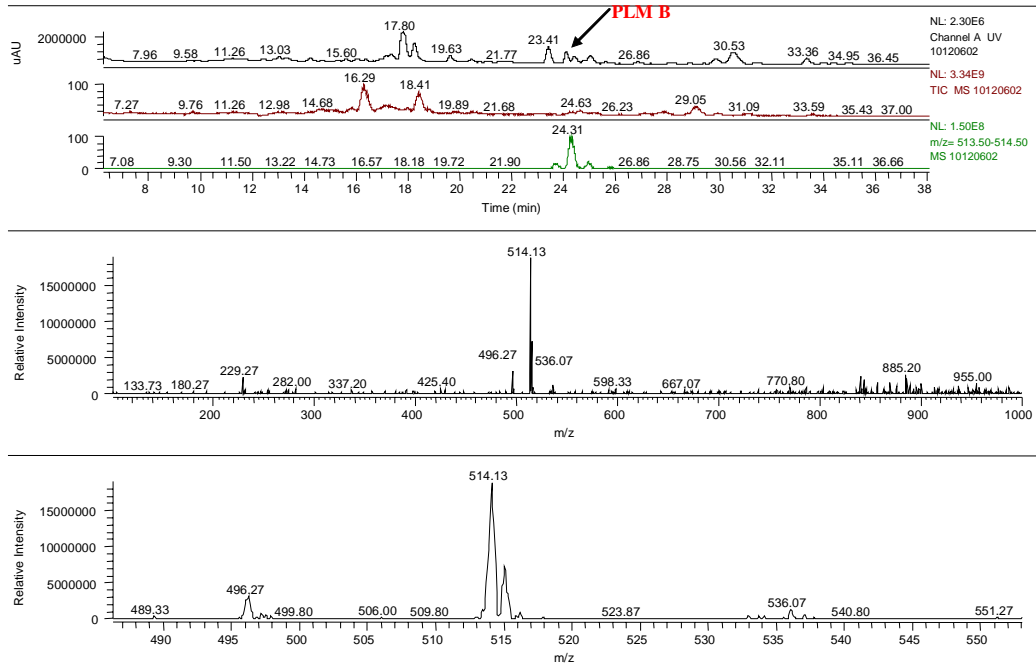 PLM B
NL: 2.30E6
Channel A UV
10120602
uAU
2000000
7.96 9.58 11.26 13.03 15.60 17.80 19.63 21.77 23.41 26.86 30.53 33.36 34.95 36.45
NL: 3.34E9
TIC MS 10120602
100
7.27 9.76 11.26 12.98 14.68 16.29 18.41 19.89 21.68 24.63 26.23 29.05 31.09 33.59 35.43 37.00
NL: 1.50E8
m/z= 513.50-514.50
MS 10120602
100
0
7.08 9.30 11.50 13.22 14.73 16.57 18.18 19.72 21.90 24.31 26.86 28.75 30.56 32.11 35.11 36.66
8 10 12 14 16 18 20 22 24 26 28 30 32 34 36 38
Time (min)
Relative Intensity
15000000
10000000
5000000
0
133.73 180.27 229.27 282.00 337.20 425.40 496.27 514.13 536.07 598.33 667.07 770.80 885.20 955.00
200 300 400 500 600 700 800 900 1000
m/z
Relative Intensity
15000000
10000000
5000000
0
489.33 496.27 499.80 506.00 509.80 514.13 523.87 536.07 540.80 551.27
490 495 500 505 510 515 520 525 530 535 540 545 550
m/z